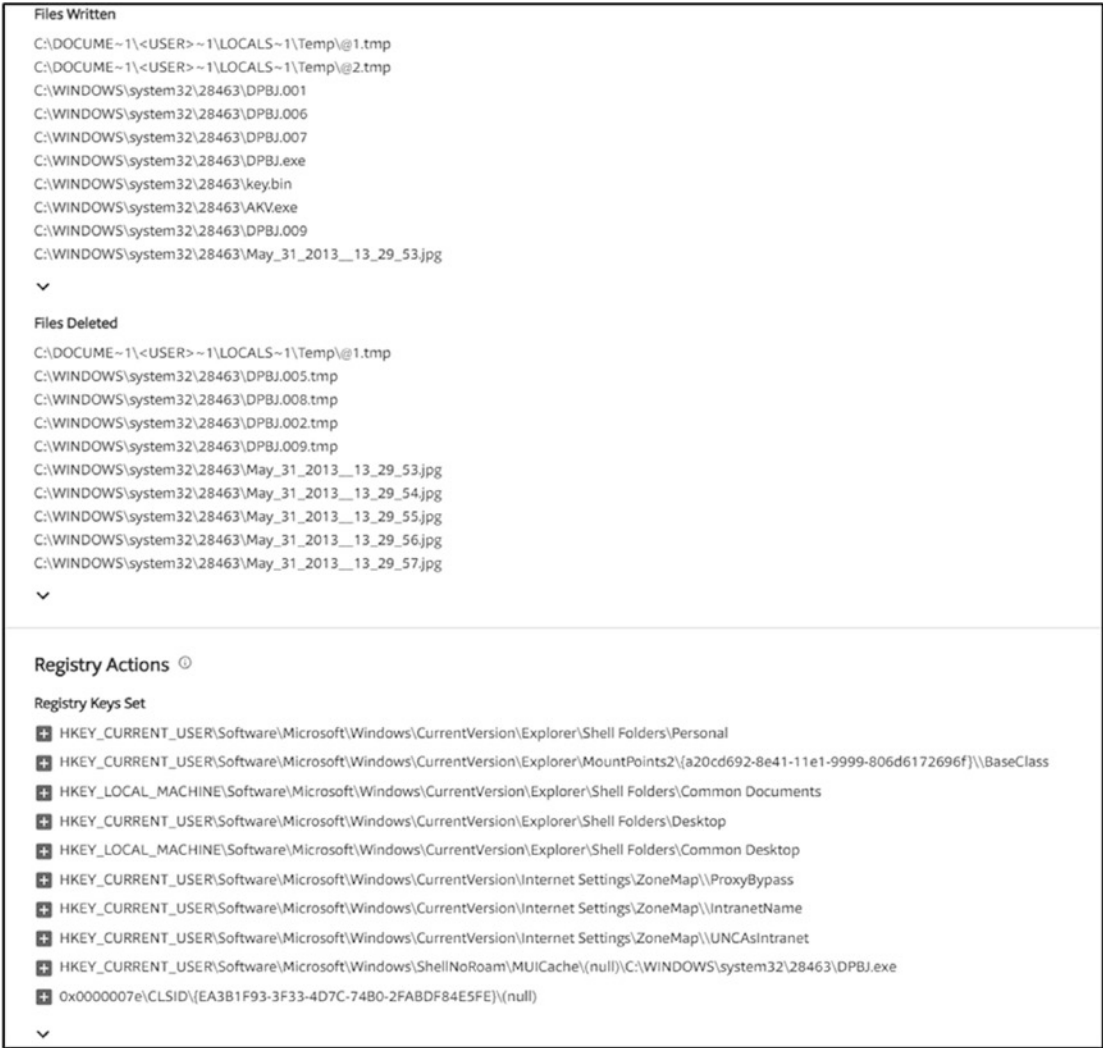 Files Written
C:\DOCUME~1\<USER>~1\LOCALS~1\Temp\@1.tmp
C:\DOCUME~1\<USER>~1\LOCALS~1\Temp\@2.tmp
C:\WINDOWS\system32\28463\DPBJ.001
C:\WINDOWS\system32\28463\DPBJ.006
C:\WINDOWS\system32\28463\DPBJ.007
C:\WINDOWS\system32\28463\DPBJ.exe
C:\WINDOWS\system32\28463\key.bin
C:\WINDOWS\system32\28463\AKV.exe
C:\WINDOWS\system32\28463\DPBJ.009
C:\WINDOWS\system32\28463\May_31_2013__13_29_53.jpg
Files Deleted
C:\DOCUME~1\<USER>~1\LOCALS~1\Temp\@1.tmp
C:\WINDOWS\system32\28463\DPBJ.005.tmp
C:\WINDOWS\system32\28463\DPBJ.008.tmp
C:\WINDOWS\system32\28463\DPBJ.002.tmp
C:\WINDOWS\system32\28463\DPBJ.009.tmp
C:\WINDOWS\system32\28463\May_31_2013__13_29_53.jpg
C:\WINDOWS\system32\28463\May_31_2013__13_29_54.jpg
C:\WINDOWS\system32\28463\May_31_2013__13_29_55.jpg
C:\WINDOWS\system32\28463\May_31_2013__13_29_56.jpg
C:\WINDOWS\system32\28463\May_31_2013__13_29_57.jpg
Registry Actions
Registry Keys Set
HKEY_CURRENT_USER\Software\Microsoft\Windows\CurrentVersion\Explorer\Shell Folders\Personal
HKEY_CURRENT_USER\Software\Microsoft\Windows\CurrentVersion\Explorer\MountPoints2\{a20cd692-8e41-11e1-9999-806d6172696f}\\BaseClass
HKEY_LOCAL_MACHINE\Software\Microsoft\Windows\CurrentVersion\Explorer\Shell Folders\Common Documents
HKEY_CURRENT_USER\Software\Microsoft\Windows\CurrentVersion\Explorer\Shell Folders\Desktop
HKEY_LOCAL_MACHINE\Software\Microsoft\Windows\CurrentVersion\Explorer\Shell Folders\Common Desktop
HKEY_CURRENT_USER\Software\Microsoft\Windows\CurrentVersion\Internet Settings\ZoneMap\\ProxyBypass
HKEY_CURRENT_USER\Software\Microsoft\Windows\CurrentVersion\Internet Settings\ZoneMap\\IntranetName
HKEY_CURRENT_USER\Software\Microsoft\Windows\CurrentVersion\Internet Settings\ZoneMap\\UNCAsIntranet
HKEY_CURRENT_USER\Software\Microsoft\Windows\ShellNoRoam\MUICache\(null)\C:\WINDOWS\system32\28463\DPBJ.exe
0x0000007e\CLSID\{EA3B1F93-3F33-4D7C-74B0-2FABDF84E5FE}\(null)